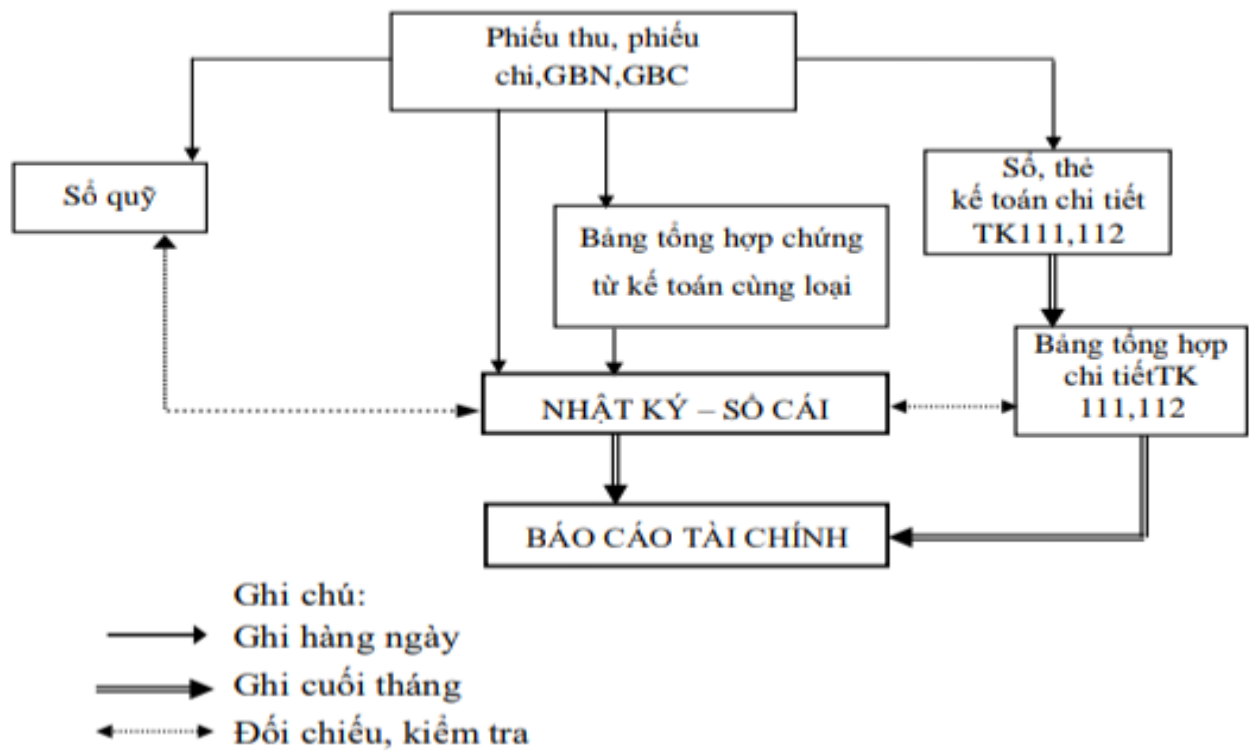 Phiếu thu, phiếu
chi,GBN,GBC
Sổ quỹ
Sổ, thẻ
kế toán chi tiết
TK111,112
Bảng tổng hợp chứng
từ kế toán cùng loại
Bảng tổng hợp
chi tiếtTK
111,112
NHẬT KÝ – SỔ CÁI
BÁO CÁO TÀI CHÍNH
Ghi chú:
Ghi hàng ngày
Ghi cuối tháng
Đối chiếu, kiểm tra